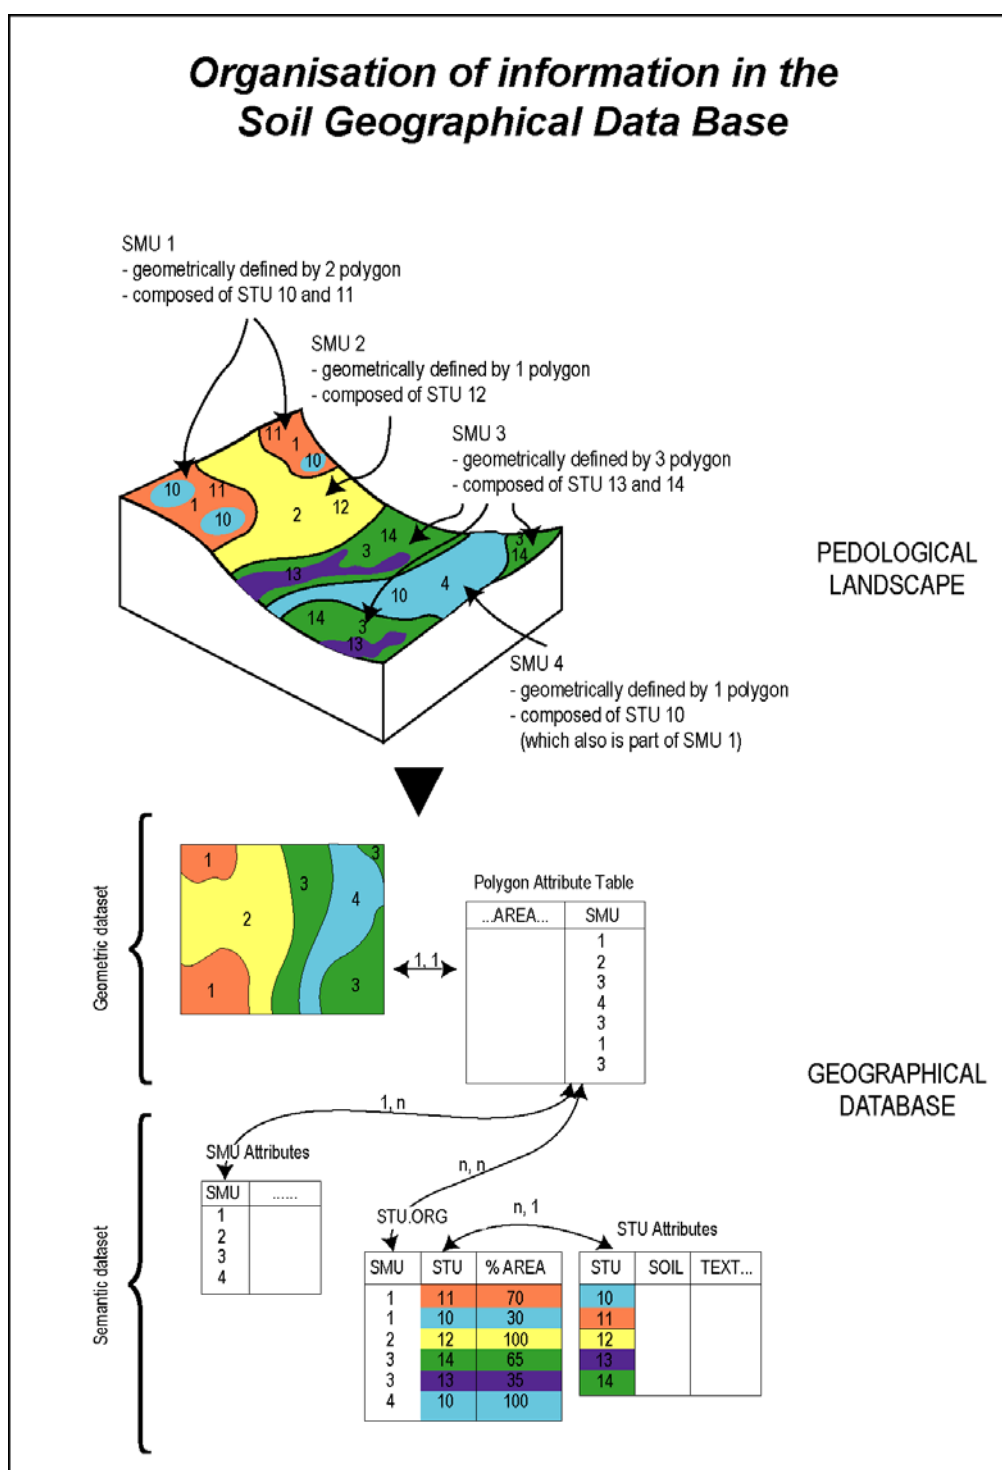 Organisation of information in the
Soil Geographical Data Base
SMU 1
- geometrically defined by 2 polygon
- composed of STU 10 and 11
SMU 2
- geometrically defined by 1 polygon
- composed of STU 12
SMU 3
- geometrically defined by 3 polygon
- composed of STU 13 and 14
11
1
10
10
11
1
10
2
12
14
3
13
3
14
4
10
14
3
13
PEDOLOGICAL
LANDSCAPE
SMU 4
- geometrically defined by 1 polygon
- composed of STU 10
(which also is part of SMU 1)
Geometric dataset
1
3
3
4
2
1
3
1, 1
Polygon Attribute Table
...AREA... SMU
1
2
3
4
3
1
3
GEOGRAPHICAL
DATABASE
Semantic dataset
1, n
n, n
n, 1
SMU Attributes
SMU ......
1
2
3
4
STU.ORG
SMU STU % AREA
1 11 70
1 10 30
2 12 100
3 14 65
3 13 35
4 10 100
STU Attributes
STU SOIL TEXT...
10
11
12
13
14